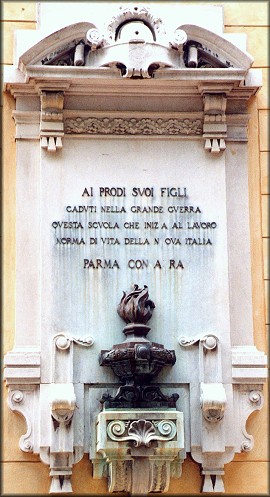 AI PRODI SVOI FIGLI
CADVTI NELLA GRANDE GVERRA
QVESTA SCVOLA CHE INIZ A AL LAVORO
NORMA DI VITA DELLA N OVA ITALIA
PARMA CON A RA